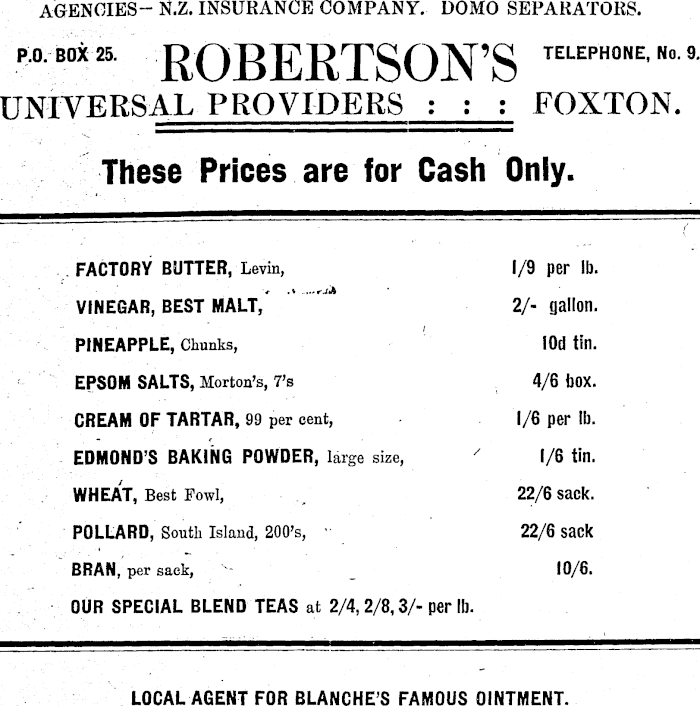 AGENCIES— N.Z. INSURANCE COMPANY. DOMO SEPARATORS.
P.O. BOX 25. ROBERTSON'S TELEPHONE, No. 9.
UNIVERSAL PROVIDERS : : : FOXTON.
These Prices are for Cash Only.
FACTORY BUTTER, Levin, 1/9 per lb.
VINEGAR, BEST MALT, 2/- gallon.
PINEAPPLE, Chunks, 10d tin.
EPSOM SALTS, Morton's, 7's 4/6 box.
CREAM OF TARTAR, 99 per cent, 1/6 per lb.
EDMOND'S BAKING POWDER, large size, 1/6 tin.
WHEAT, Best Fowl, 22/6 sack.
POLLARD, South Island, 200's, 22/6 sack
BRAN, per sack, 10/6.
OUR SPECIAL BLEND TEAS at 2/4, 2/8, 3/- per lb.
LOCAL AGENT FOR BLANCHE'S FAMOUS OINTMENT.